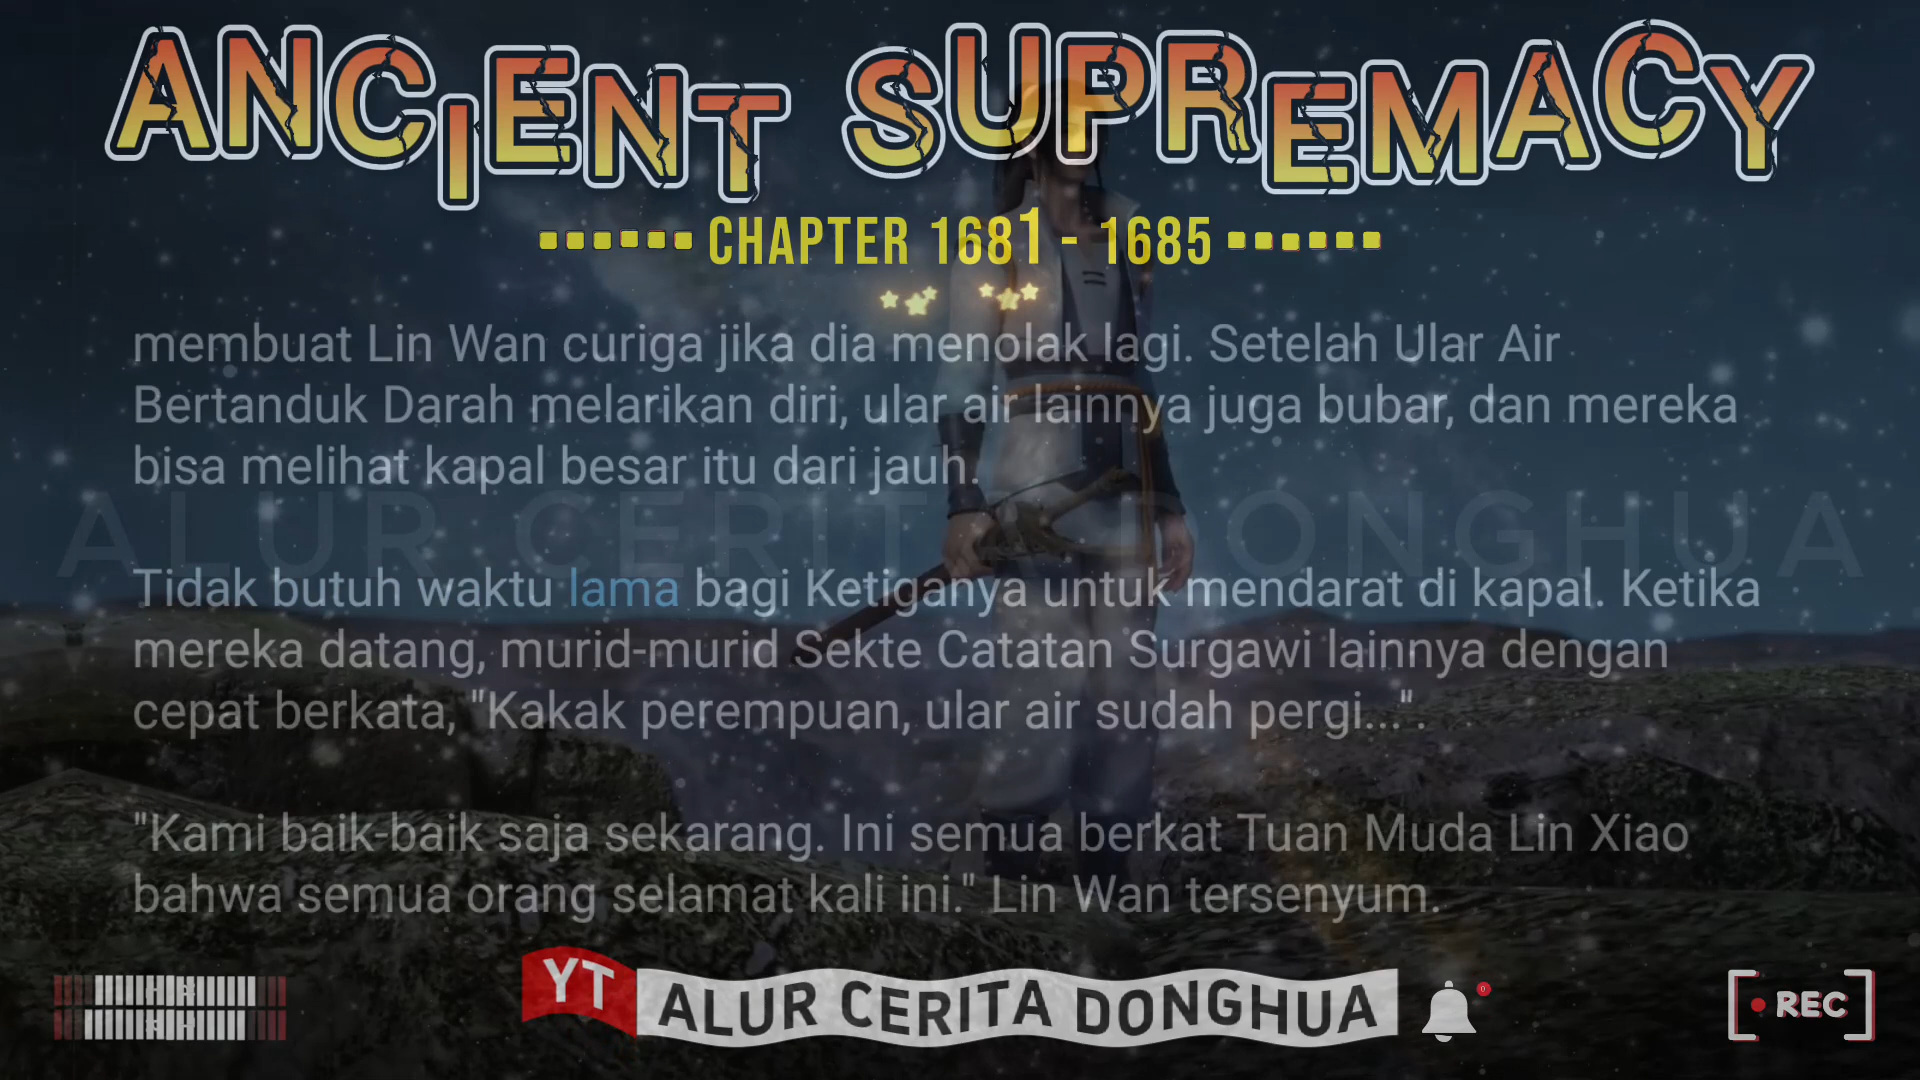 ANCIENT SUPREMACY
CHAPTER 1681 - 1685
membuat Lin Wan curiga jika dia menolak lagi. Setelah Ular Air
Bertanduk Darah melarikan diri, ular air lainnya juga bubar, dan mereka
bisa melihat kapal besar itu dari jauh.
ALUR CERITA DONGHUA
Tidak butuh waktu lama bagi Ketiganya untuk mendarat di kapal. Ketika
mereka datang, murid-murid Sekte Catatan Surgawi lainnya dengan
cepat berkata, "Kakak perempuan, ular air sudah pergi...".
"Kami baik-baik saja sekarang. Ini semua berkat Tuan Muda Lin Xiao
bahwa semua orang selamat kali ini." Lin Wan tersenyum.
YT ALUR CERITA DONGHUA
0
REC